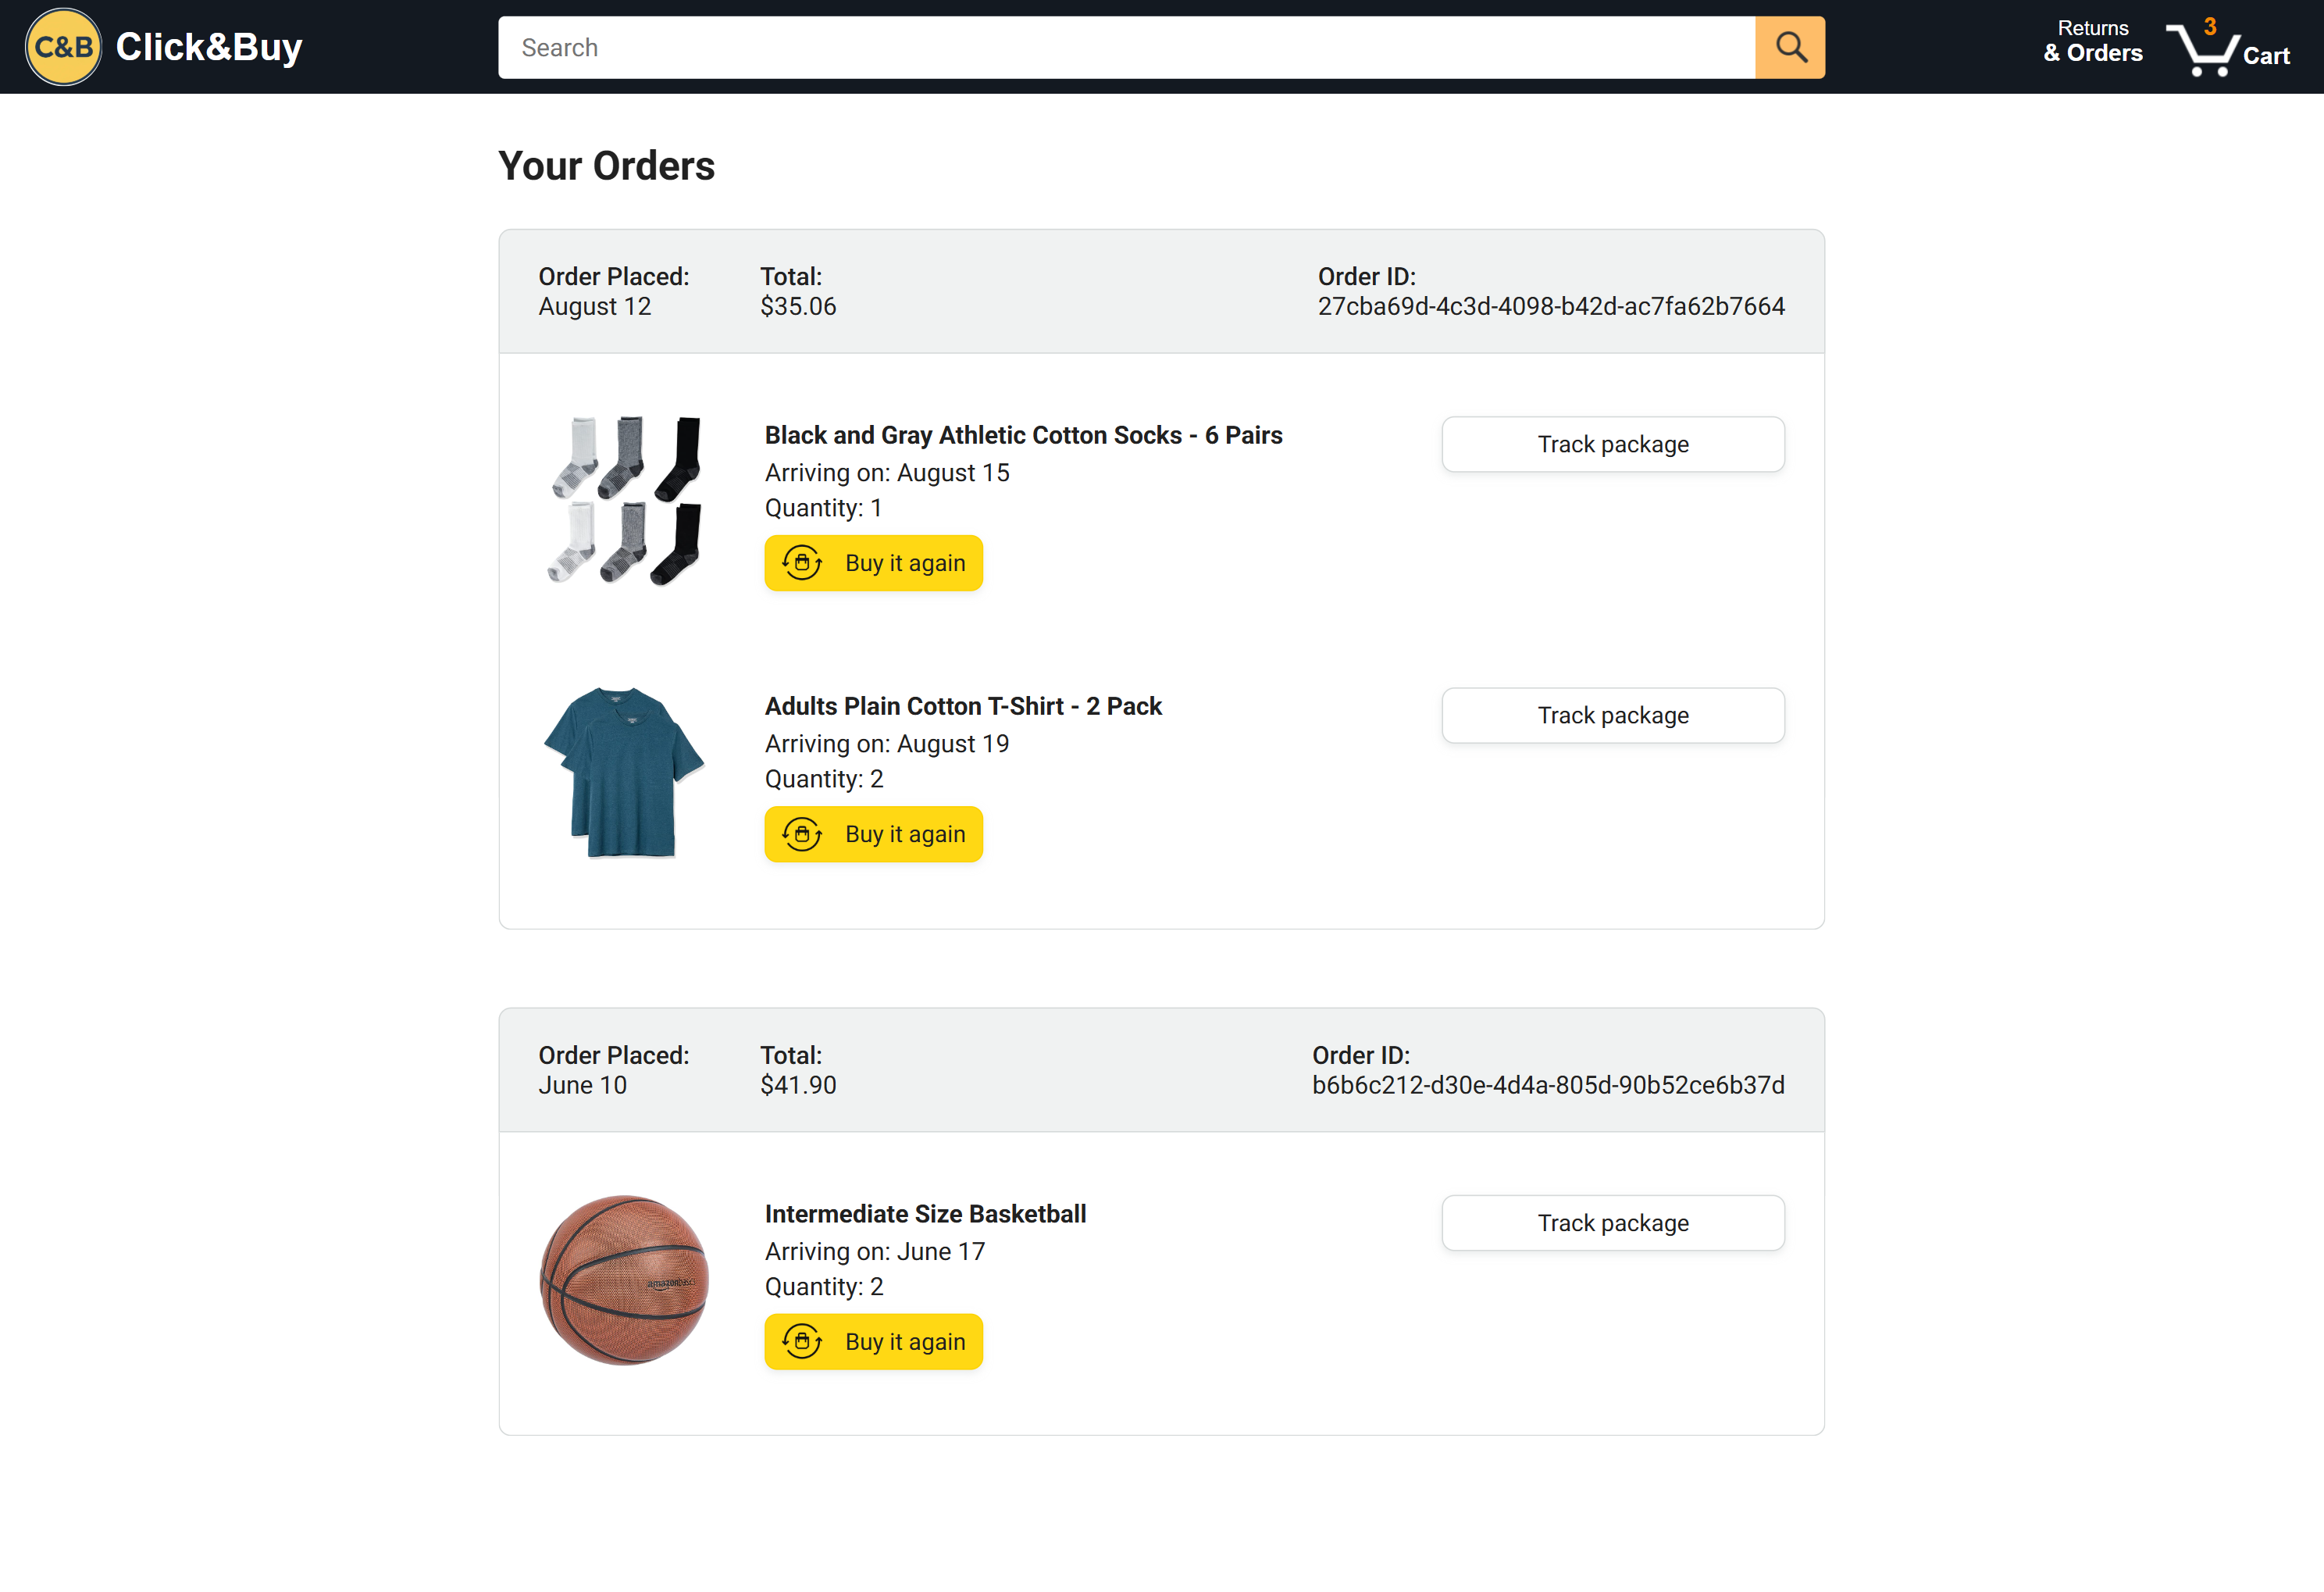 C&B
Click&Buy
Search
Returns
& Orders
3
Cart
Your Orders
Order Placed:
August 12
Total:
$35.06
Order ID:
27cba69d-4c3d-4098-b42d-ac7fa62b7664
Black and Gray Athletic Cotton Socks - 6 Pairs
Arriving on: August 15
Quantity: 1
Buy it again
Track package
Adults Plain Cotton T-Shirt - 2 Pack
Arriving on: August 19
Quantity: 2
Buy it again
Track package
Order Placed:
June 10
Total:
$41.90
Order ID:
b6b6c212-d30e-4d4a-805d-90b52ce6b37d
amazonbasics
Intermediate Size Basketball
Arriving on: June 17
Quantity: 2
Buy it again
Track package